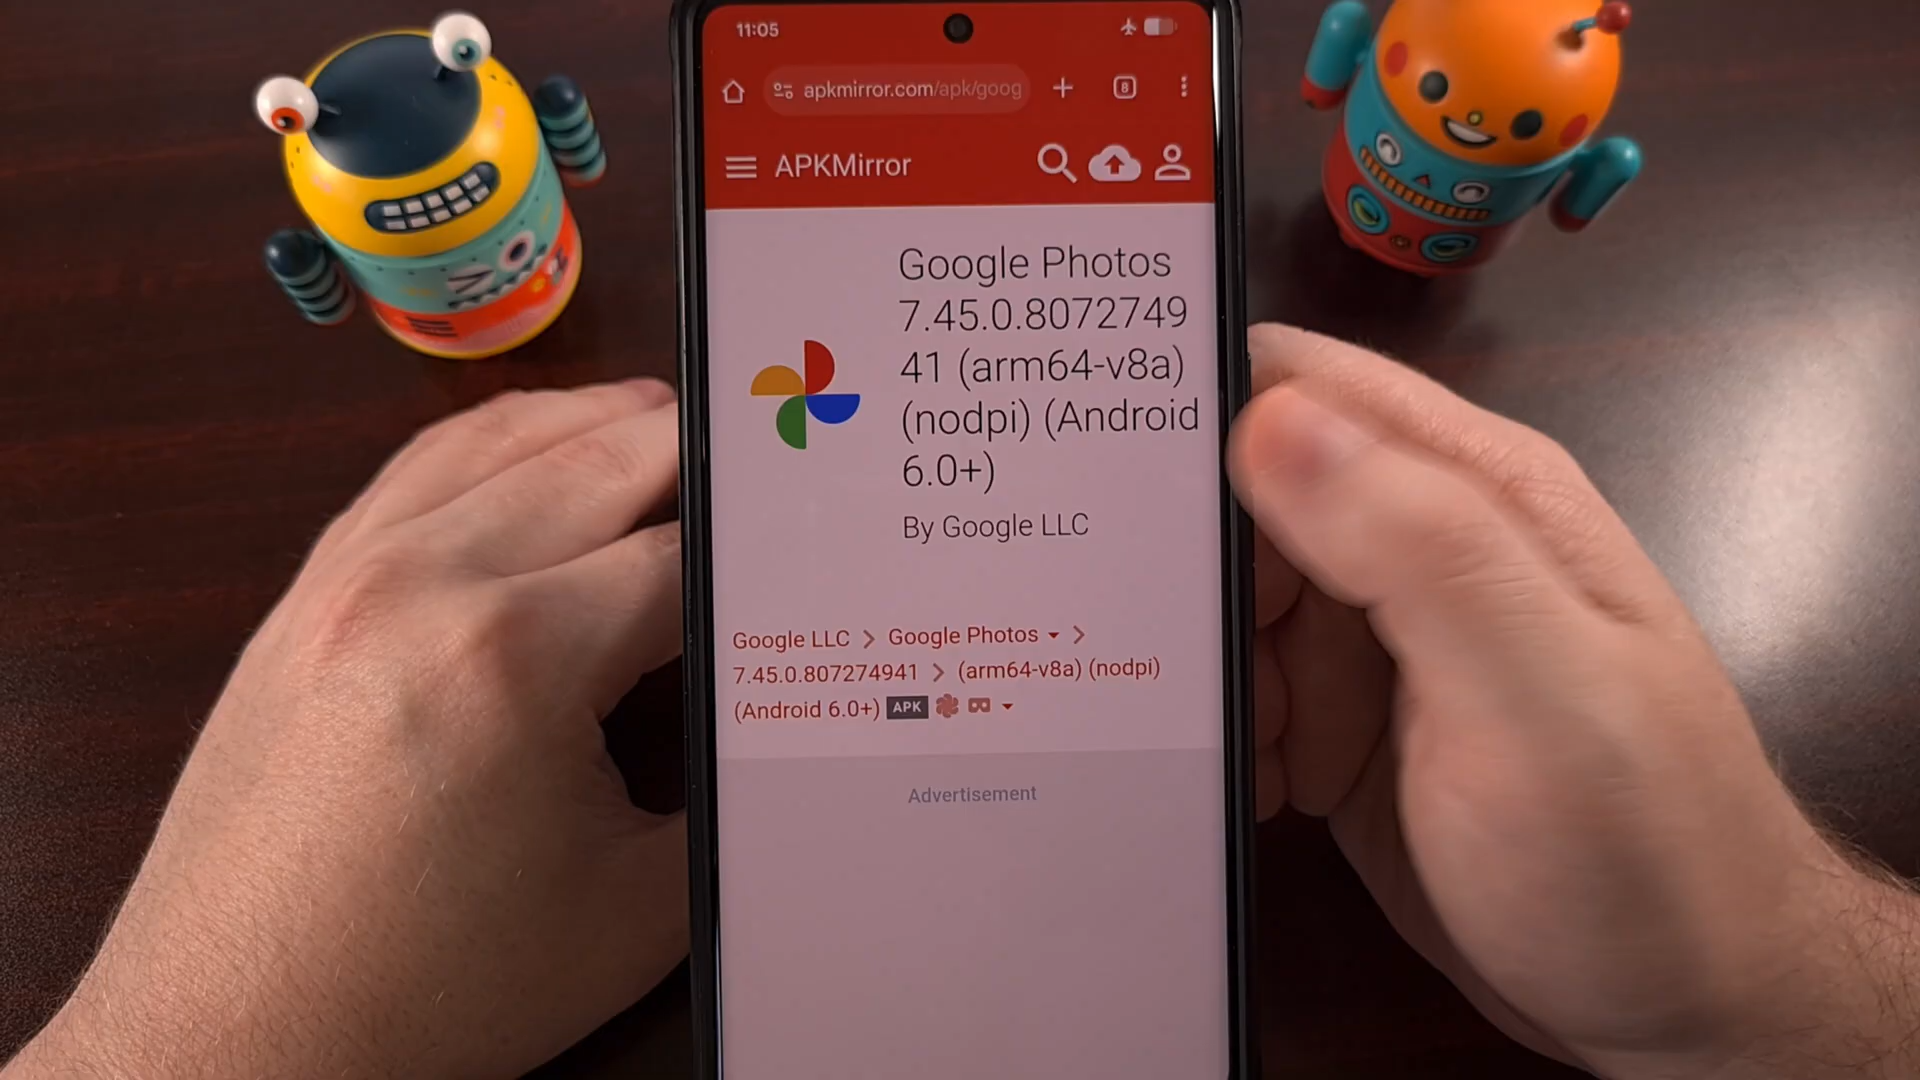 11:05
apkmirror.com/apk/goog
8
APKMirror
Google Photos
7.45.0.8072749
41 (arm64-v8a)
(nodpi) (Android
6.0+)
By Google LLC
Google LLC > Google Photos >
7.45.0.807274941 > (arm64-v8a) (nodpi)
(Android 6.0+) APK
Advertisement